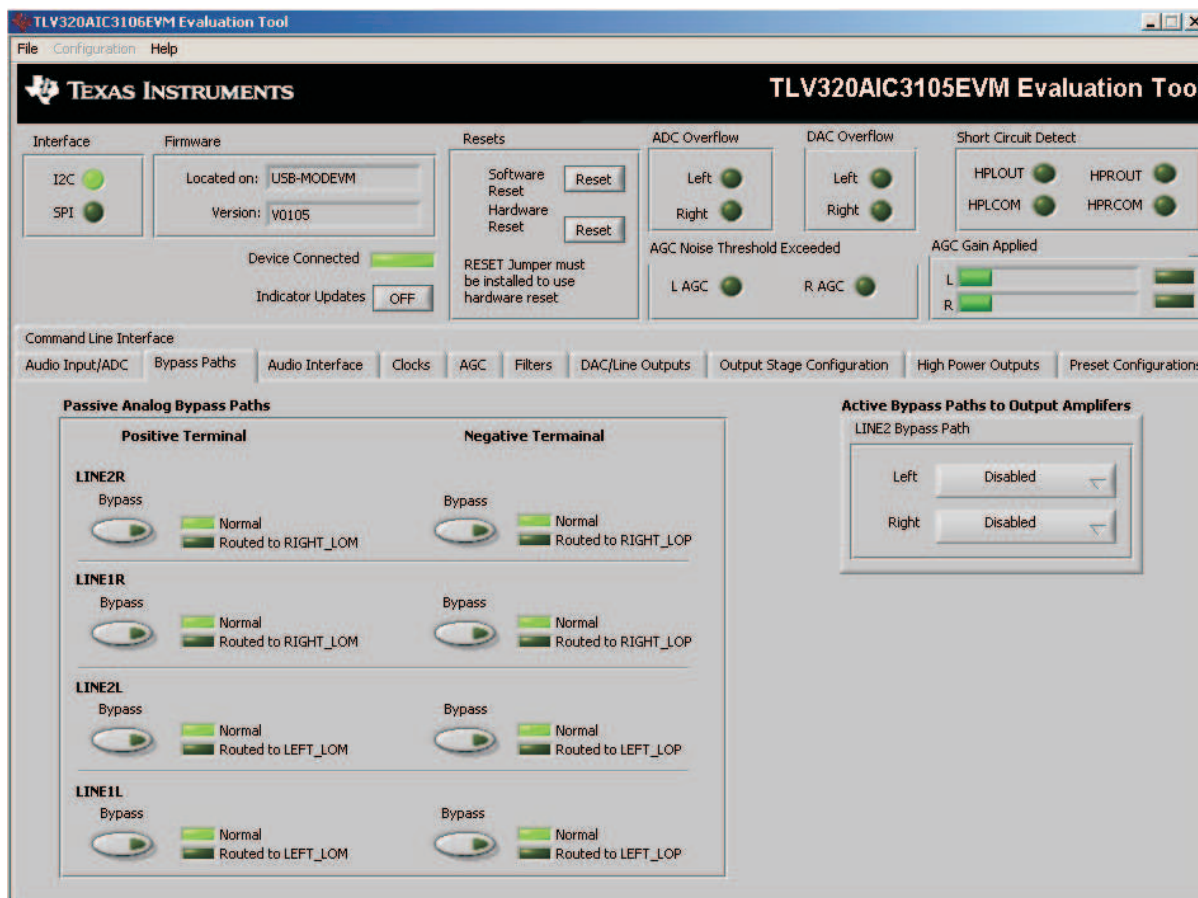 TLV320AIC3106EVM Evaluation Tool
File Configuration Help
TEXAS INSTRUMENTS
TLV320AIC3105EVM Evaluation Too
Interface
I2C
SPI
Firmware
Located on: USB-MODEVM
Version: V0105
Device Connected
Indicator Updates OFF
Resets
Software Reset Reset
Hardware Reset Reset
RESET Jumper must
be installed to use
hardware reset
ADC Overflow
Left
Right
DAC Overflow
Left
Right
Short Circuit Detect
HPLOUT HPROUT
HPLCOM HPRCOM
AGC Noise Threshold Exceeded
L AGC R AGC
AGC Gain Applied
L
R
Command Line Interface
Audio Input/ADC Bypass Paths Audio Interface Clocks AGC Filters DAC/Line Outputs Output Stage Configuration High Power Outputs Preset Configurations
Passive Analog Bypass Paths
Positive Terminal Negative Termainal
LINE2R
Bypass Bypass
Normal Normal
Routed to RIGHT_LOM Routed to RIGHT_LOP
LINE1R
Bypass Bypass
Normal Normal
Routed to RIGHT_LOM Routed to RIGHT_LOP
LINE2L
Bypass Bypass
Normal Normal
Routed to LEFT_LOM Routed to LEFT_LOP
LINE1L
Bypass Bypass
Normal Normal
Routed to LEFT_LOM Routed to LEFT_LOP
Active Bypass Paths to Output Amplifers
LINE2 Bypass Path
Left Disabled
Right Disabled